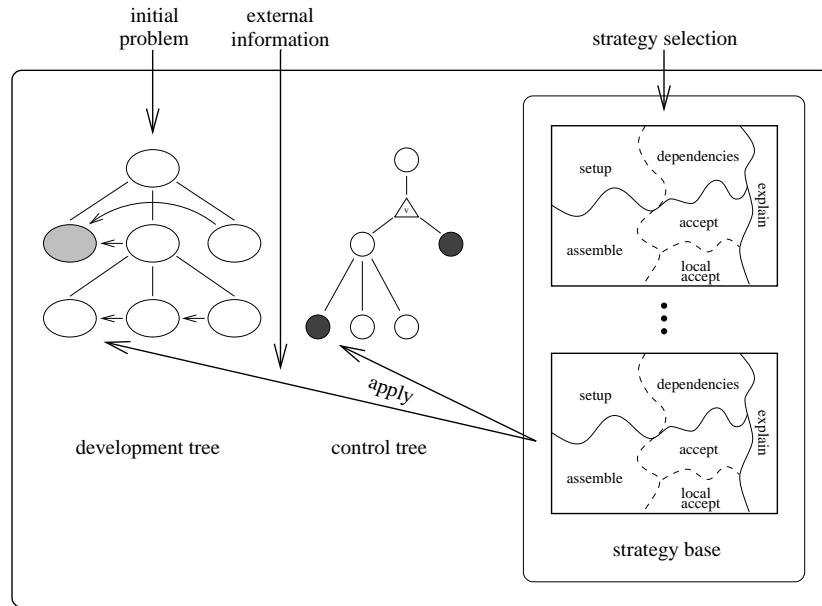 initial
problem
external
information
strategy selection
setup
dependencies
explain
assemble
accept
local
accept
v
setup
dependencies
explain
assemble
accept
local
accept
apply
development tree
control tree
strategy base